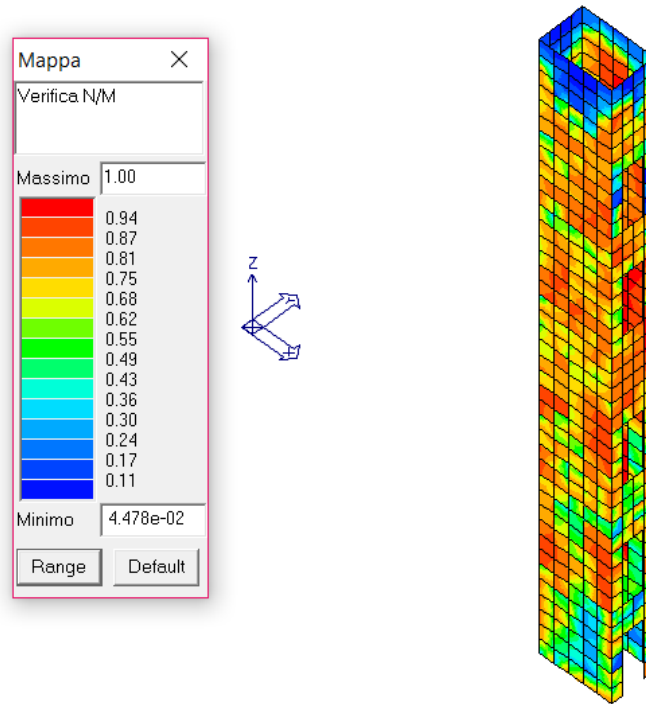 Mappa
Verifica N/M
Massimo 1.00
0.94
0.87
0.81
0.75
0.68
0.62
0.55
0.49
0.43
0.36
0.30
0.24
0.17
0.11
Minimo 4.478e-02
Range Default
Z